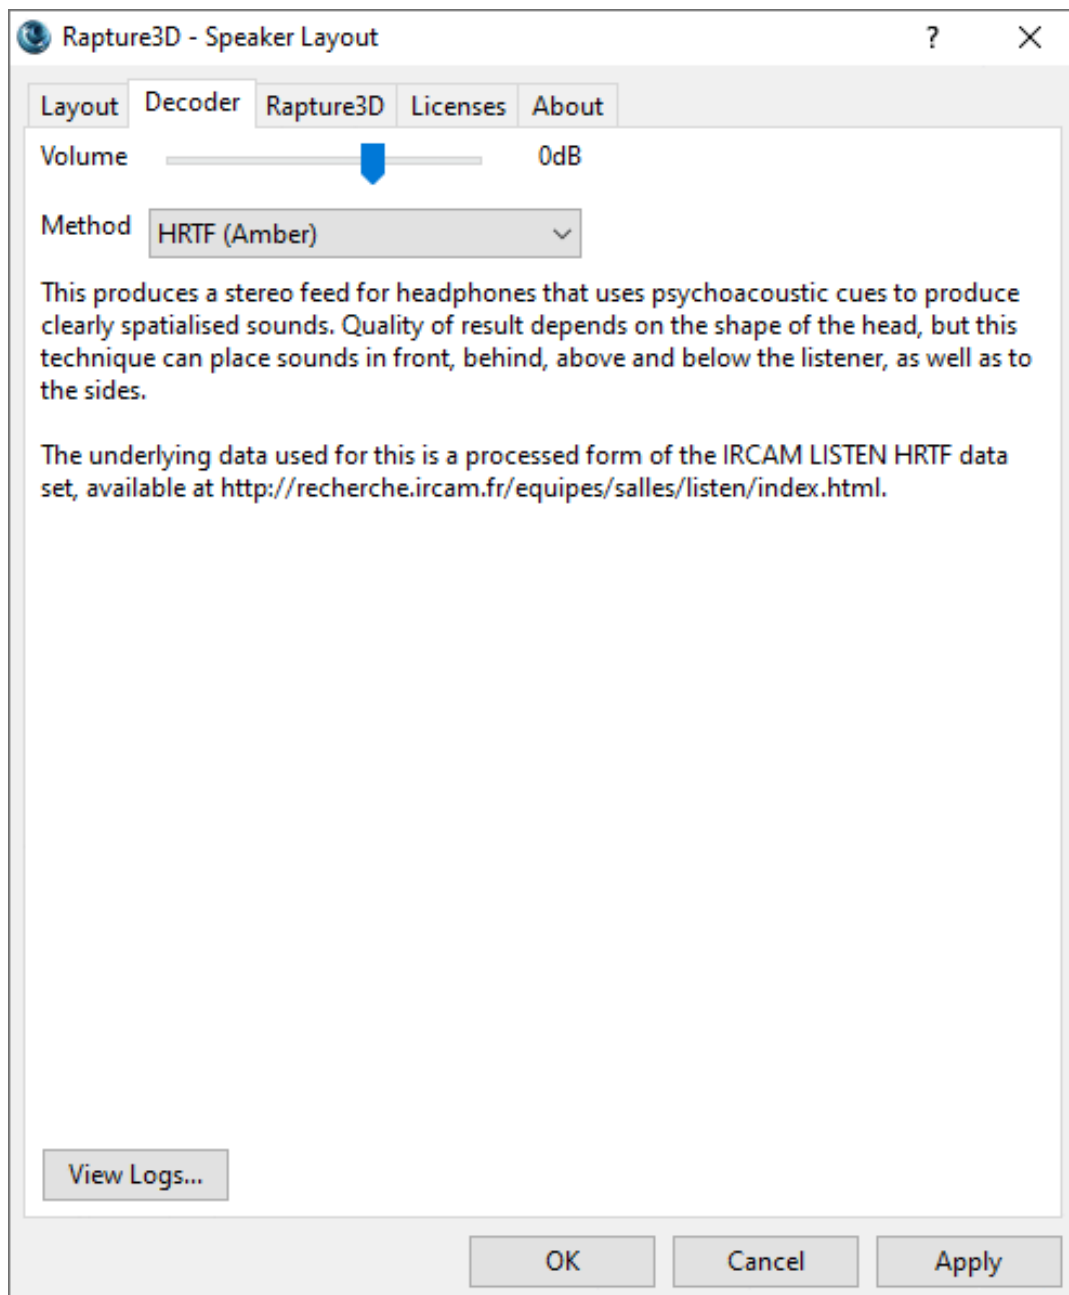 Rapture3D - Speaker Layout
?
Layout Decoder Rapture3D Licenses About
Volume 0dB
Method HRTF (Amber)
This produces a stereo feed for headphones that uses psychoacoustic cues to produce
clearly spatialised sounds. Quality of result depends on the shape of the head, but this
technique can place sounds in front, behind, above and below the listener, as well as to
the sides.
The underlying data used for this is a processed form of the IRCAM LISTEN HRTF data
set, available at http://recherche.ircam.fr/equipes/salles/listen/index.html.
View Logs...
OK Cancel Apply